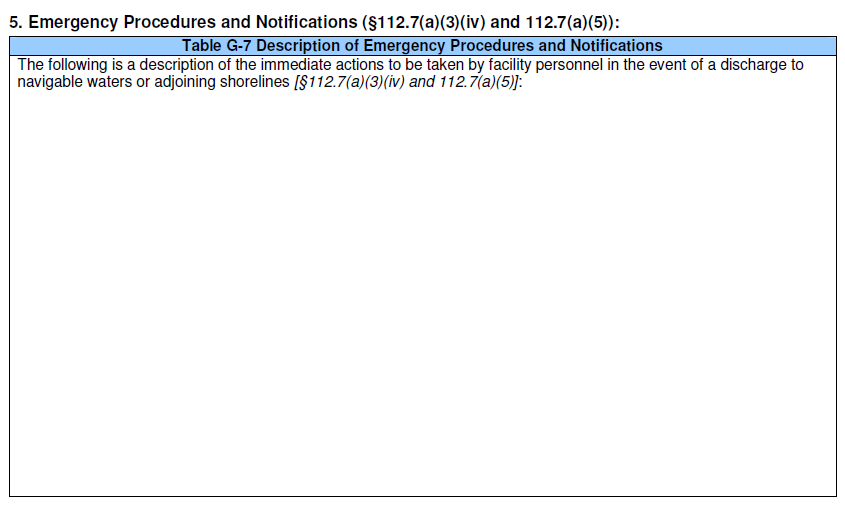 5. Emergency Procedures and Notifications (§112.7(a)(3)(iv) and 112.7(a)(5)):
Table G-7 Description of Emergency Procedures and Notifications
The following is a description of the immediate actions to be taken by facility personnel in the event of a discharge to
navigable waters or adjoining shorelines [§112.7(a)(3)(iv) and 112.7(a)(5)]: